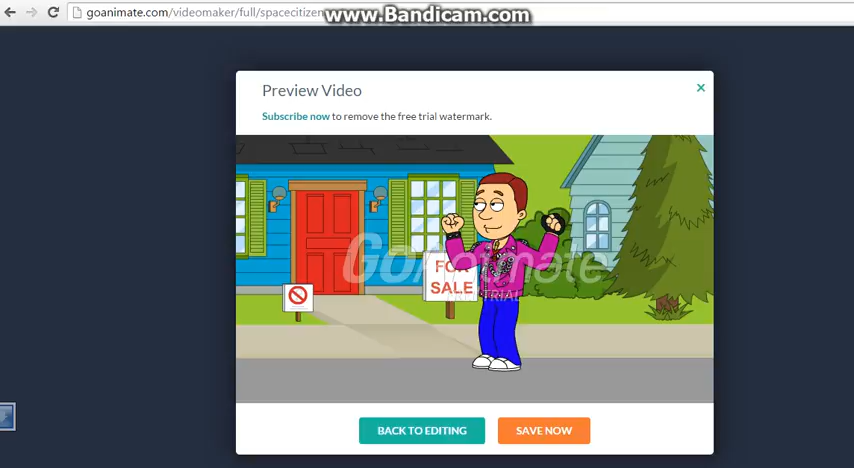 goanimate.com/videomaker/full/spacecitizen
www.Bandicam.com
Preview Video
×
Subscribe now to remove the free trial watermark.
GoAnimate
TRIAL
FOR
SALE
BACK TO EDITING
SAVE NOW